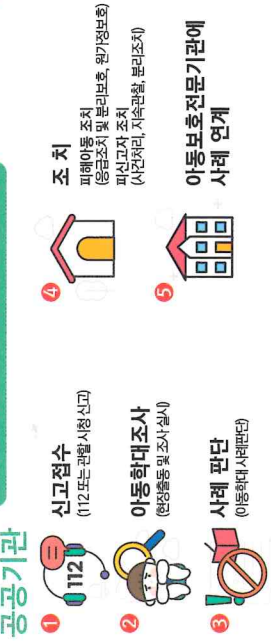 공공기관
1
112
신고접수
(112 또는 관할 시청 신고)
2
아동학대조사
(현장출동 및 조사 실시)
3
사례 판단
(아동학대 사례판단)
4
조 치
피해아동 조치
(응급조치 및 분리보호, 원가정보호)
피신고자 조치
(사건처리, 지속관찰, 분리조치)
5
아동보호전문기관에
사례 연계